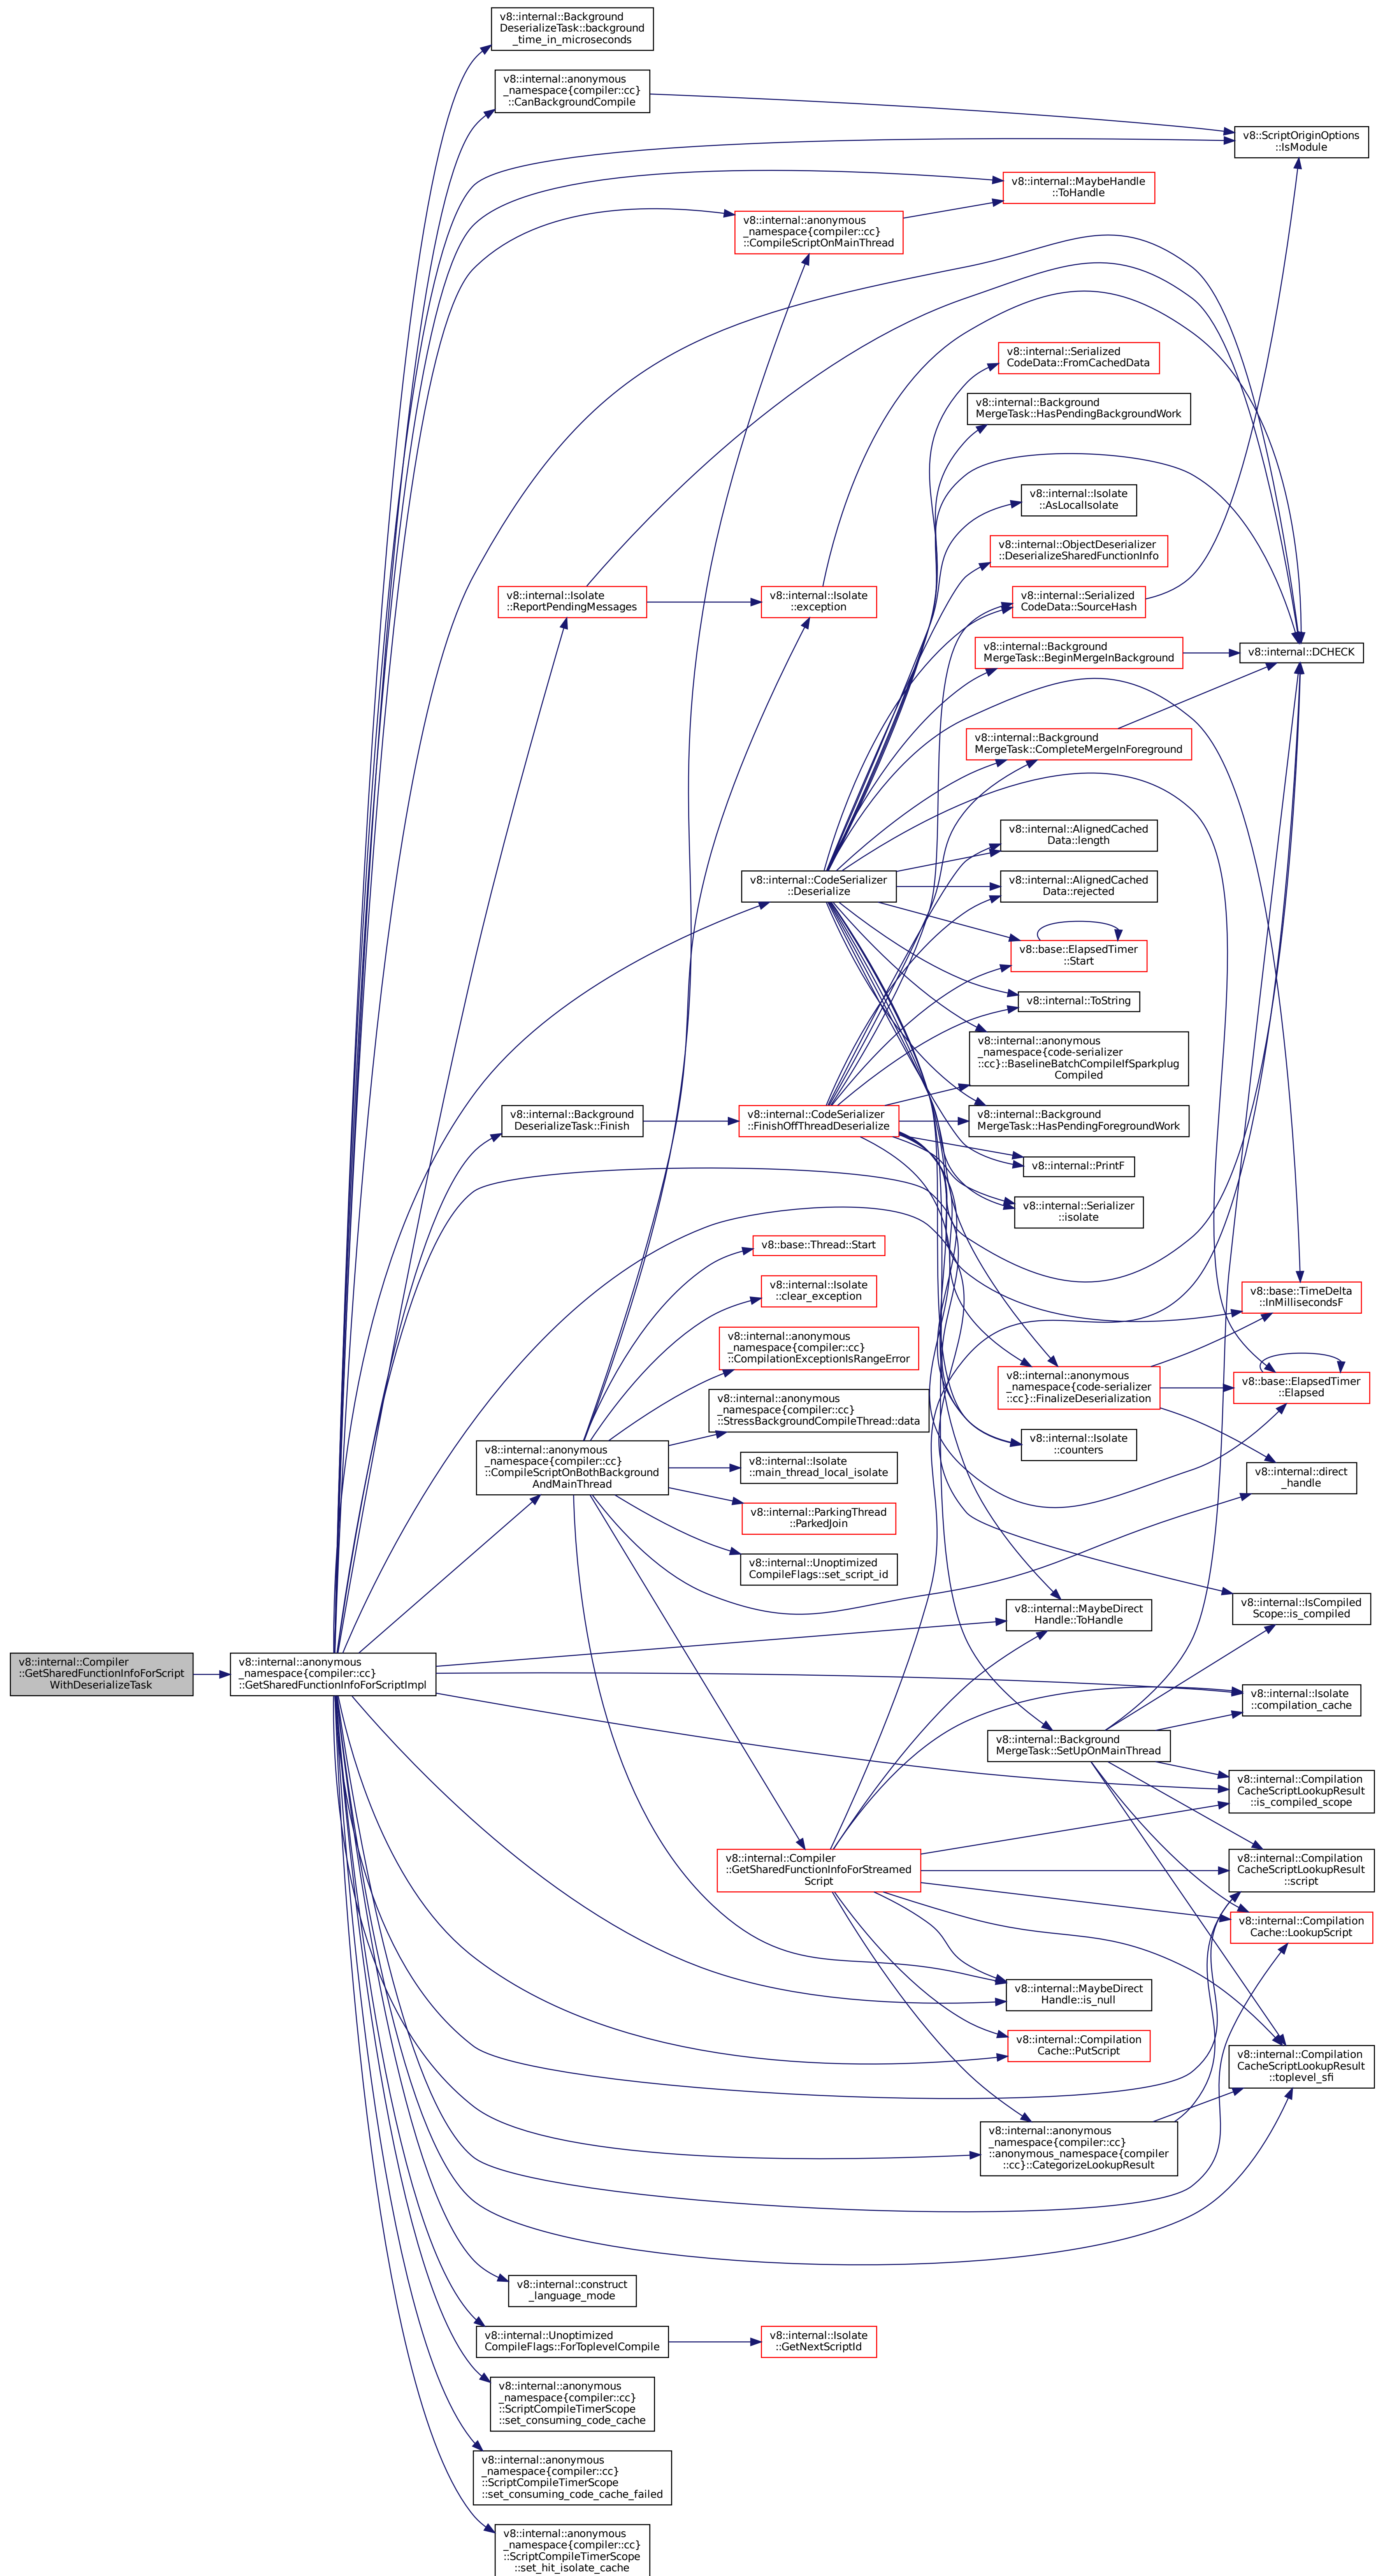 v8::internal::Background
DeserializeTask::background
_time_in_microseconds
v8::internal::anonymous
_namespace{compiler::cc}
::CanBackgroundCompile
v8::ScriptOriginOptions
::IsModule
v8::internal::MaybeHandle
::ToHandle
v8::internal::anonymous
_namespace{compiler::cc}
::CompileScriptOnMainThread
v8::internal::Serialized
CodeData::FromCachedData
v8::internal::Background
MergeTask::HasPendingBackgroundWork
v8::internal::Isolate
::AsLocalIsolate
v8::internal::ObjectDeserializer
::DeserializeSharedFunctionInfo
v8::internal::Isolate
::ReportPendingMessages
v8::internal::Isolate
::exception
v8::internal::Serialized
CodeData::SourceHash
v8::internal::Background
MergeTask::BeginMergeInBackground
v8::internal::DCHECK
v8::internal::Background
MergeTask::CompleteMergeInForeground
v8::internal::AlignedCached
Data::length
v8::internal::CodeSerializer
::Deserialize
v8::internal::AlignedCached
Data::rejected
v8::base::ElapsedTimer
::Start
v8::internal::ToString
v8::internal::anonymous
_namespace{code-serializer
::cc}::BaselineBatchCompileIfSparkplug
Compiled
v8::internal::Background
DeserializeTask::Finish
v8::internal::CodeSerializer
::FinishOffThreadDeserialize
v8::internal::Background
MergeTask::HasPendingForegroundWork
v8::internal::PrintF
v8::internal::Serializer
::isolate
v8::base::Thread::Start
v8::internal::Isolate
::clear_exception
v8::base::TimeDelta
::InMillisecondsF
v8::internal::anonymous
_namespace{compiler::cc}
::CompilationExceptionIsRangeError
v8::internal::anonymous
_namespace{code-serializer
::cc}::FinalizeDeserialization
v8::base::ElapsedTimer
::Elapsed
v8::internal::anonymous
_namespace{compiler::cc}
::StressBackgroundCompileThread::data
v8::internal::Isolate
::counters
v8::internal::anonymous
_namespace{compiler::cc}
::CompileScriptOnBothBackground
AndMainThread
v8::internal::Isolate
::main_thread_local_isolate
v8::internal::direct
_handle
v8::internal::ParkingThread
::ParkedJoin
v8::internal::Unoptimized
CompileFlags::set_script_id
v8::internal::MaybeDirect
Handle::ToHandle
v8::internal::IsCompiled
Scope::is_compiled
v8::internal::Compiler
::GetSharedFunctionInfoForScript
WithDeserializeTask
v8::internal::anonymous
_namespace{compiler::cc}
::GetSharedFunctionInfoForScriptImpl
v8::internal::Isolate
::compilation_cache
v8::internal::Background
MergeTask::SetUpOnMainThread
v8::internal::Compilation
CacheScriptLookupResult
::is_compiled_scope
v8::internal::Compiler
::GetSharedFunctionInfoForStreamed
Script
v8::internal::Compilation
CacheScriptLookupResult
::script
v8::internal::Compilation
Cache::LookupScript
v8::internal::MaybeDirect
Handle::is_null
v8::internal::Compilation
Cache::PutScript
v8::internal::Compilation
CacheScriptLookupResult
::toplevel_sfi
v8::internal::anonymous
_namespace{compiler::cc}
::anonymous_namespace{compiler
::cc}::CategorizeLookupResult
v8::internal::construct
_language_mode
v8::internal::Unoptimized
CompileFlags::ForToplevelCompile
v8::internal::Isolate
::GetNextScriptId
v8::internal::anonymous
_namespace{compiler::cc}
::ScriptCompileTimerScope
::set_consuming_code_cache
v8::internal::anonymous
_namespace{compiler::cc}
::ScriptCompileTimerScope
::set_consuming_code_cache_failed
v8::internal::anonymous
_namespace{compiler::cc}
::ScriptCompileTimerScope
::set_hit_isolate_cache